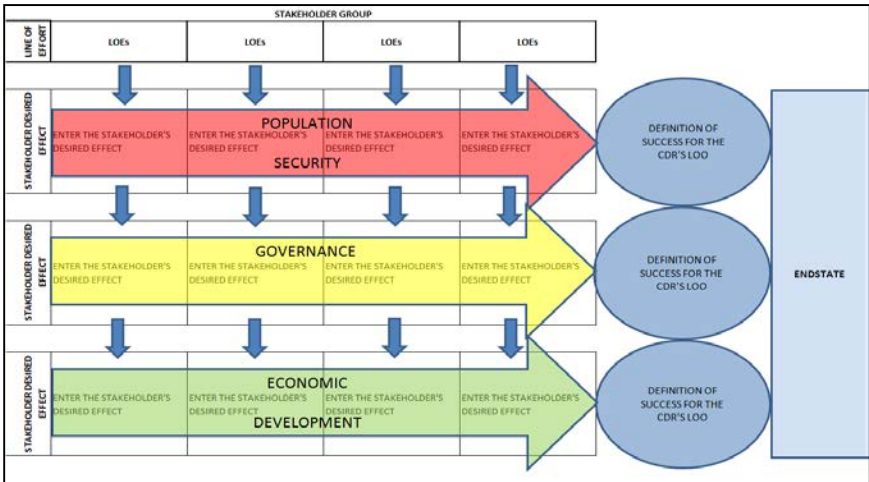 STAKEHOLDER GROUP
LINE OF
EFFORT
LOEs
LOEs
LOEs
LOEs
STAKEHOLDER DESIRED
EFFECT
POPULATION
ENTER THE STAKEHOLDER'S
DESIRED EFFECT
ENTER THE STAKEHOLDER'S
DESIRED EFFECT
ENTER THE STAKEHOLDER'S
DESIRED EFFECT
ENTER THE STAKEHOLDER'S
DESIRED EFFECT
SECURITY
DEFINITION OF
SUCCESS FOR THE
CDR'S LOO
STAKEHOLDER DESIRED
EFFECT
GOVERNANCE
ENTER THE STAKEHOLDER'S
DESIRED EFFECT
ENTER THE STAKEHOLDER'S
DESIRED EFFECT
ENTER THE STAKEHOLDER'S
DESIRED EFFECT
ENTER THE STAKEHOLDER'S
DESIRED EFFECT
DEFINITION OF
SUCCESS FOR THE
CDR'S LOO
ENDSTATE
STAKEHOLDER DESIRED
EFFECT
ECONOMIC
ENTER THE STAKEHOLDER'S
DESIRED EFFECT
ENTER THE STAKEHOLDER'S
DESIRED EFFECT
ENTER THE STAKEHOLDER'S
DESIRED EFFECT
ENTER THE STAKEHOLDER'S
DESIRED EFFECT
DEVELOPMENT
DEFINITION OF
SUCCESS FOR THE
CDR'S LOO